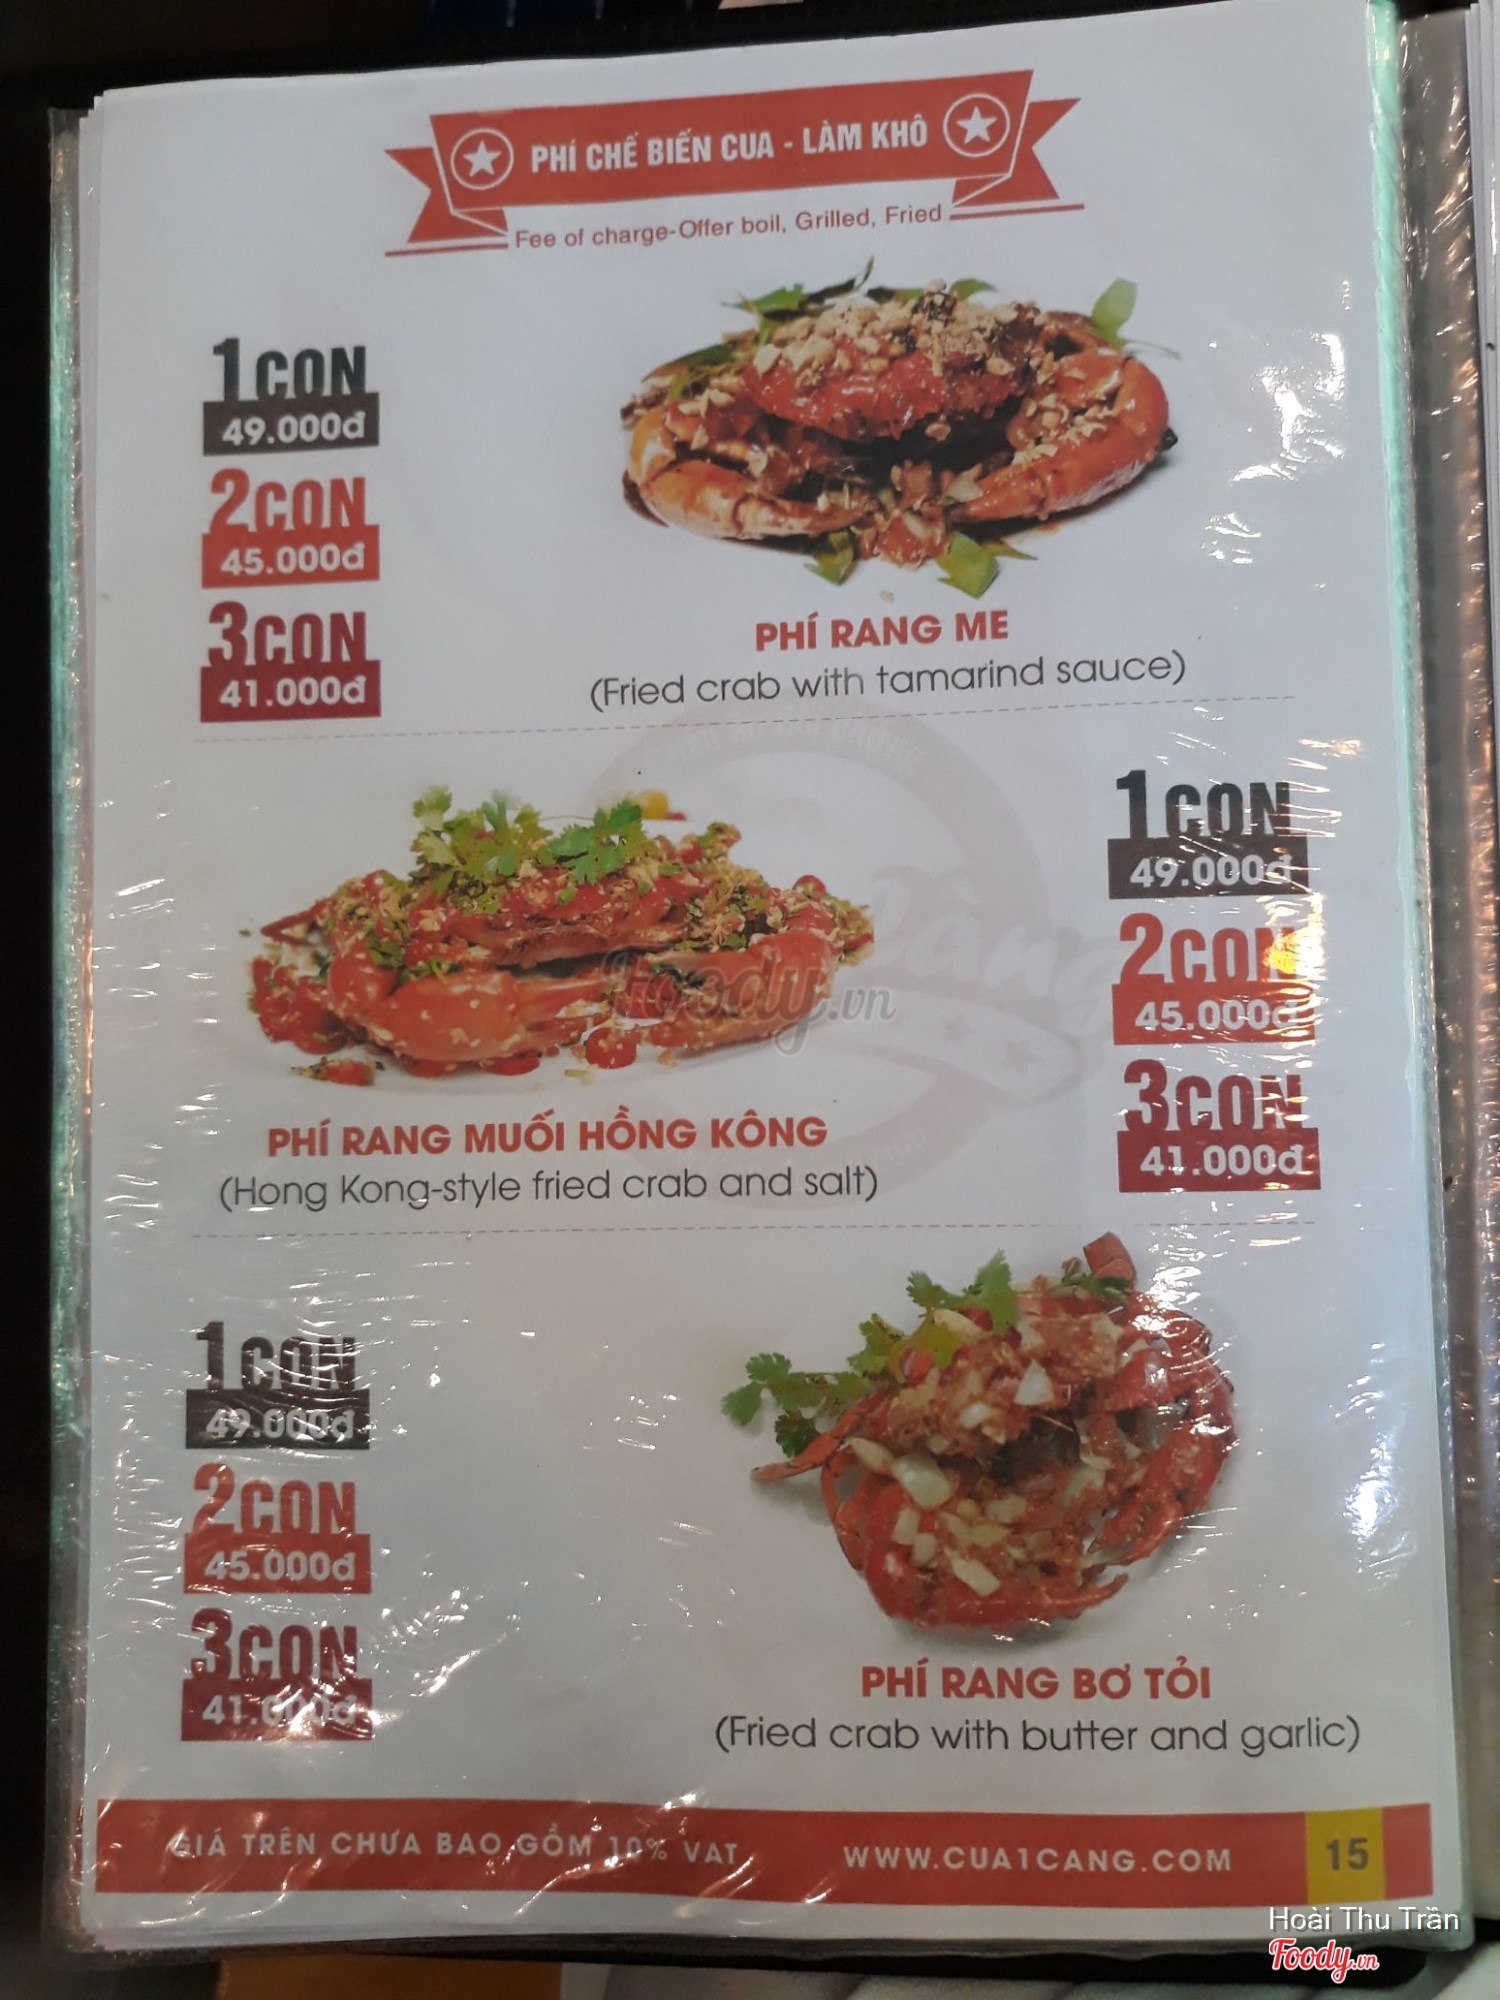 PHÍ CHẾ BIẾN CUA - LÀM KHÔ
Fee of charge-Offer boil, Grilled, Fried
1CON
49.000đ
2CON
45.000đ
3CON
41.000đ
PHÍ RANG ME
(Fried crab with tamarind sauce)
1CON
49.000đ
2CON
45.000đ
3CON
41.000đ
Foody.vn
PHÍ RANG MUỐI HỒNG KÔNG
(Hong Kong-style fried crab and salt)
1CON
49.000đ
2CON
45.000đ
3CON
41.000đ
PHÍ RANG BƠ TỎI
(Fried crab with butter and garlic)
GIÁ TRÊN CHƯA BAO GỒM 10% VAT
WWW.CUA1CANG.COM
15
Hoài Thu Trần
Foody.vn